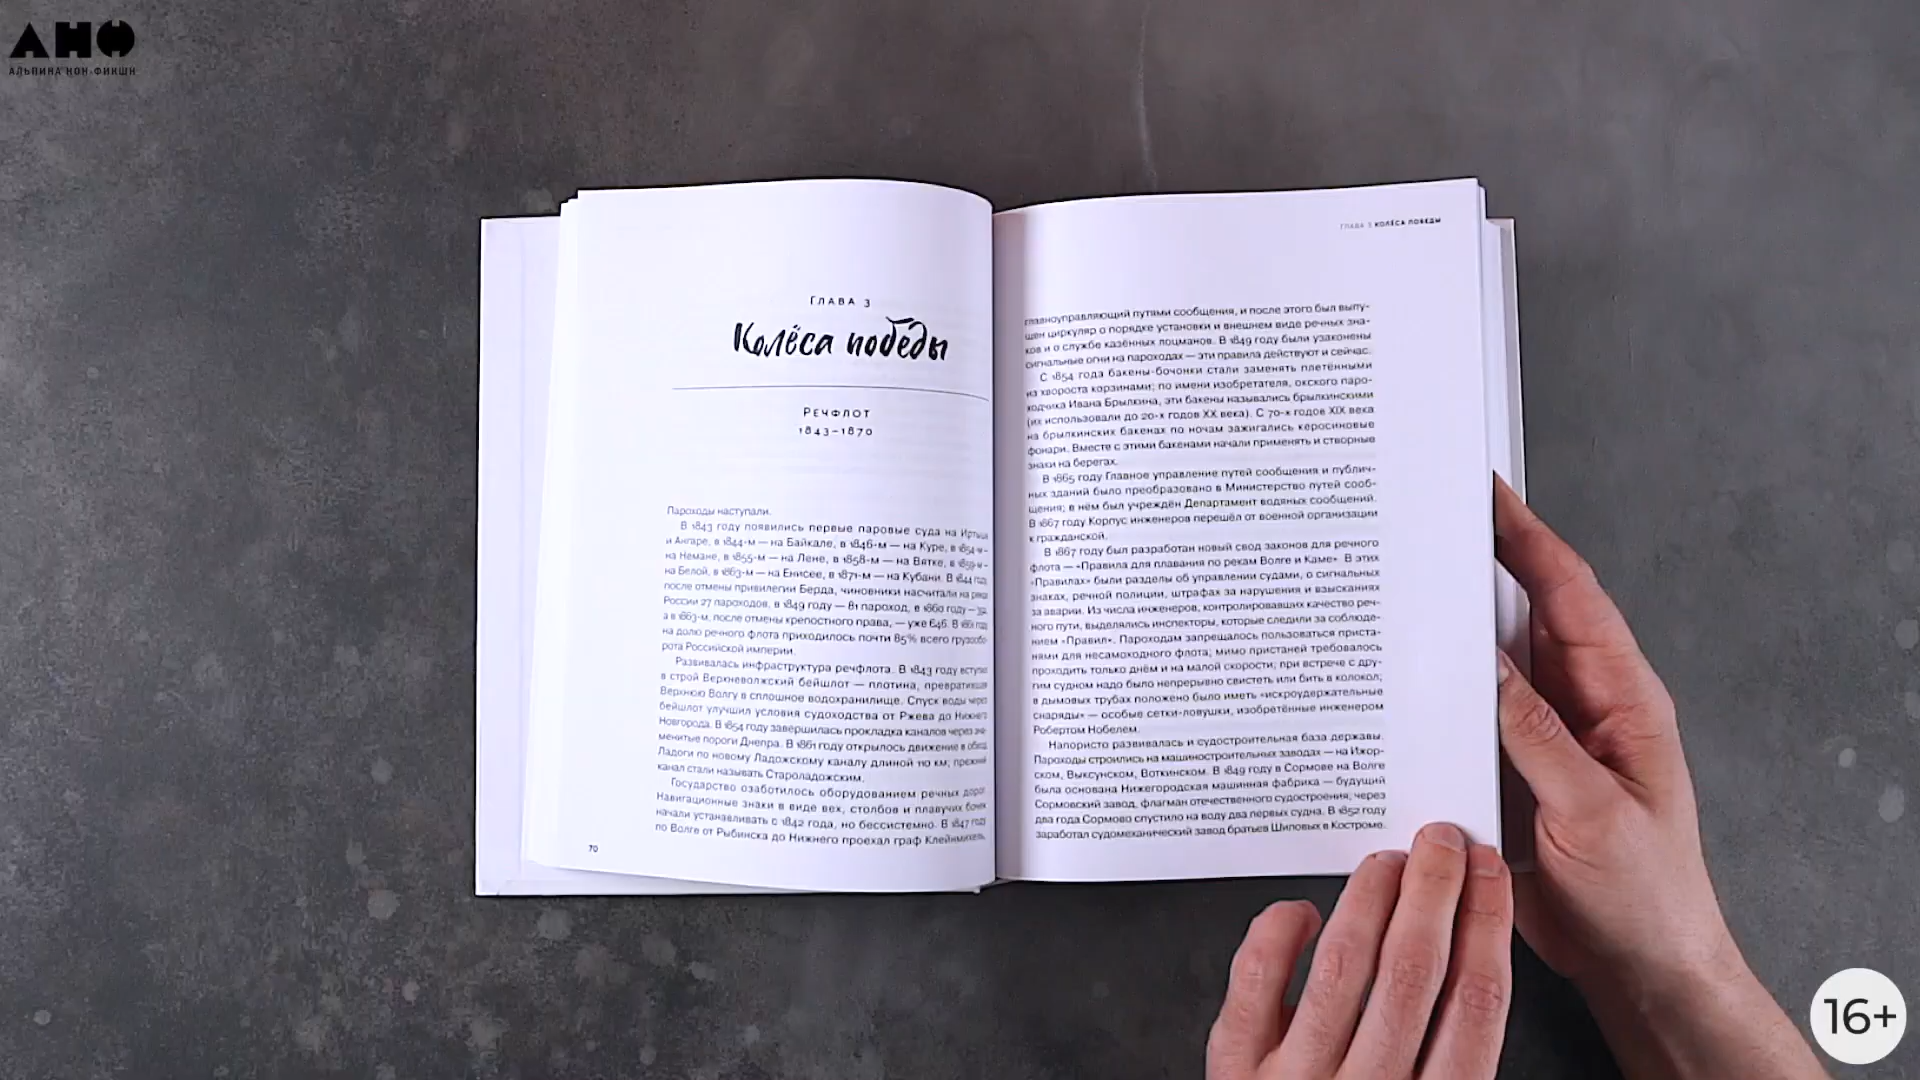 АНФ
АЛЬПИНА НОН-ФИКШН
ГЛАВА 3
Колёса победы
РЕЧФЛОТ
1843–1870
Пароходы наступали.
В 1843 году появились первые паровые суда на Иртыше
и Ангаре, в 1844-м — на Байкале, в 1846-м — на Куре, в 1854-м —
на Немане, в 1855-м — на Лене, в 1858-м — на Вятке, в 1859-м —
на Белой, в 1863-м — на Енисее, в 1871-м — на Кубани. В 1844 году,
после отмены привилегии Берда, чиновники насчитали на реках
России 27 пароходов, в 1849 году — 81 пароход, в 1860 году —
а в 1863-м, после отмены крепостного права, — уже 646. В году
на долю речного флота приходилось почти 85% всего грузообо-
рота Российской империи.
Развивалась инфраструктура речфлота. В 1843 году вступил
в строй Верхневолжский бейшлот — плотина, превратившая
Верхнюю Волгу в сплошное водохранилище. Спуск воды через
бейшлот улучшил условия судоходства от Ржева до Нижнего
Новгорода. В 1854 году завершилась прокладка каналов через зна-
менитые пороги Днепра. В 1861 году открылось движение в обход
Ладоги по новому Ладожскому каналу длиной 110 км; прежний
канал стали называть Староладожским.
Государство озаботилось оборудованием речных дорог.
Навигационные знаки в виде вех, столбов и плавучих бочек
начали устанавливать с 1842 года, но бессистемно. В 1847 году
по Волге от Рыбинска до Нижнего проехал граф Клейнмихель,
70
ГЛАВА 3 КОЛЁСА ПОБЕДЫ
главноуправляющий путями сообщения, и после этого был выпу-
щен циркуляр о порядке установки и внешнем виде речных зна-
ков и о службе казённых лоцманов. В 1849 году были узаконены
сигнальные огни на пароходах — эти правила действуют и сейчас.
С 1854 года бакены-бочонки стали заменять плетёнными
из хвороста корзинами; по имени изобретателя, окского паро-
ходчика Ивана Брылкина, эти бакены назывались брылкинскими
(их использовали до 20-х годов XX века). С 70-х годов XIX века
на брылкинских бакенах по ночам зажигались керосиновые
фонари. Вместе с этими бакенами начали применять и створные
знаки на берегах.
В 1865 году Главное управление путей сообщения и публич-
ных зданий было преобразовано в Министерство путей сооб-
щения; в нём был учреждён Департамент водяных сообщений.
В 1867 году Корпус инженеров перешёл от военной организации
к гражданской.
В 1867 году был разработан новый свод законов для речного
флота — «Правила для плавания по рекам Волге и Каме». В этих
«Правилах» были разделы об управлении судами, о сигнальных
знаках, речной полиции, штрафах за нарушения и взысканиях
за аварии. Из числа инженеров, контролировавших качество реч-
ного пути, выделялись инспекторы, которые следили за соблюде-
нием «Правил». Пароходам запрещалось пользоваться приста-
нями для несамоходного флота; мимо пристаней требовалось
проходить только днём и на малой скорости; при встрече с дру-
гим судном надо было непрерывно свистеть или бить в колокол;
в дымовых трубах положено было иметь «искроудержательные
снаряды» — особые сетки-ловушки, изобретённые инженером
Робертом Нобелем.
Напористо развивалась и судостроительная база державы.
Пароходы строились на машиностроительных заводах — на Ижор-
ском, Выксунском, Воткинском. В 1849 году в Сормове на Волге
была основана Нижегородская машинная фабрика — будущий
Сормовский завод, флагман отечественного судостроения; через
два года Сормово спустило на воду два первых судна. В 1852 году
заработал судомеханический завод братьев Шиповых в Костроме.
16+